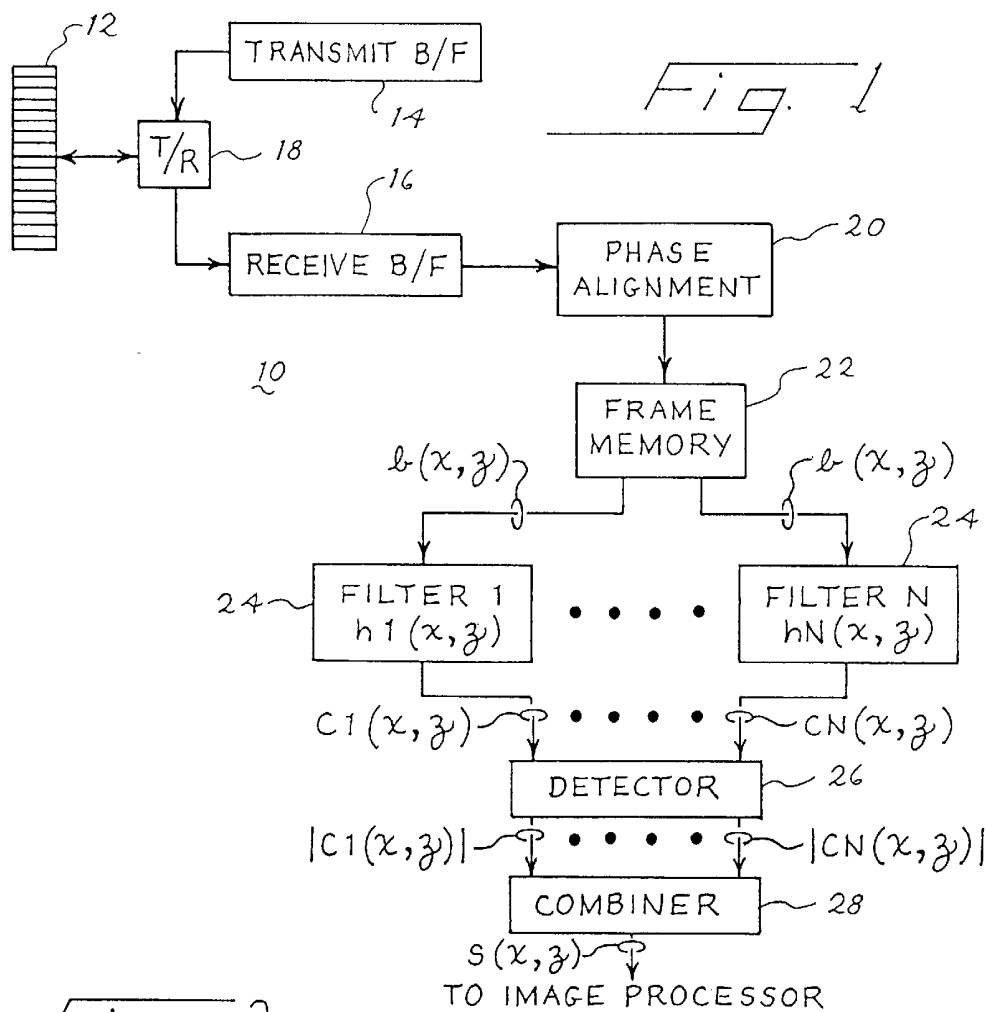 12
TRANSMIT B/F
14
Fig. 1
T/R
18
16
RECEIVE B/F
PHASE
ALIGNMENT
20
10
FRAME
MEMORY
22
b(x,z)
b(x,z)
24
FILTER 1
h1(x,z)
FILTER N
hN(x,z)
24
C1(x,z)
CN(x,z)
DETECTOR
26
|C1(x,z)|
|CN(x,z)|
COMBINER
28
S(x,z)
TO IMAGE PROCESSOR